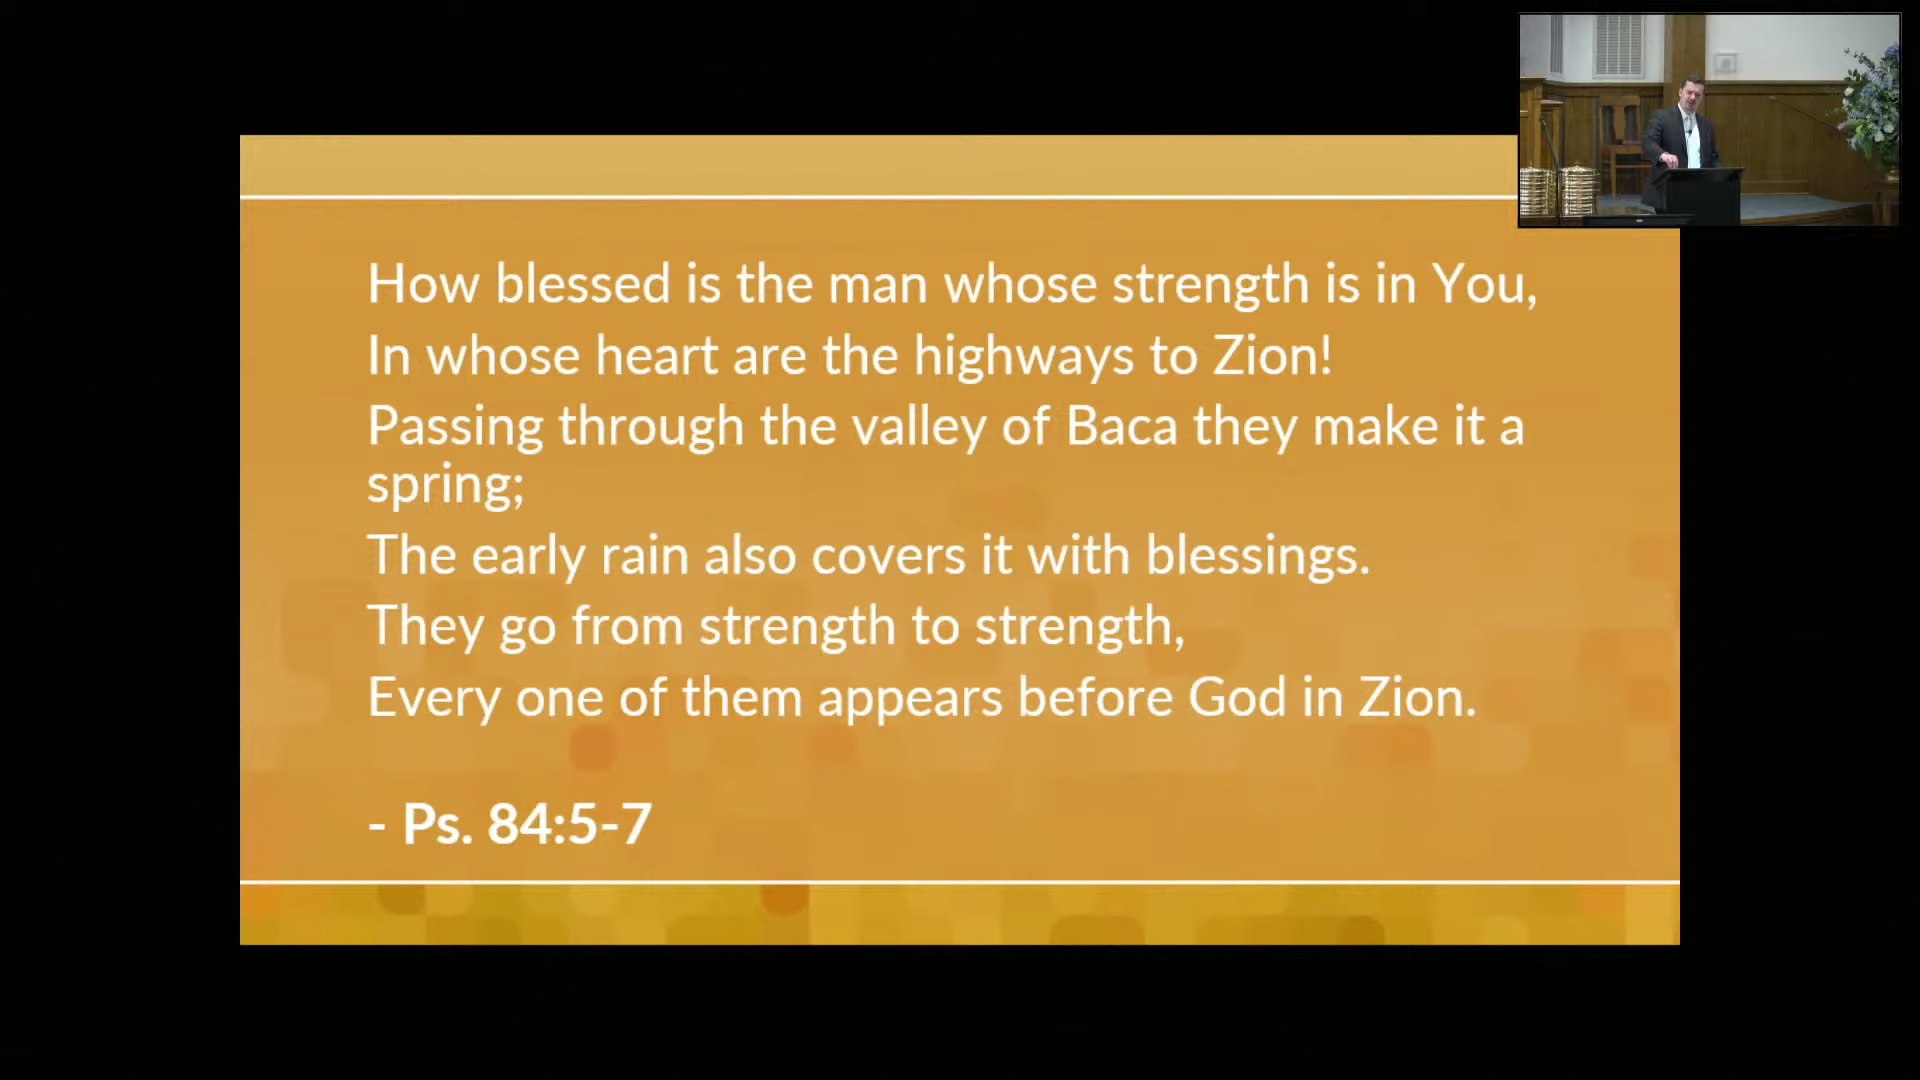 How blessed is the man whose strength is in You,
In whose heart are the highways to Zion!
Passing through the valley of Baca they make it a
spring;
The early rain also covers it with blessings.
They go from strength to strength,
Every one of them appears before God in Zion.
- Ps. 84:5-7